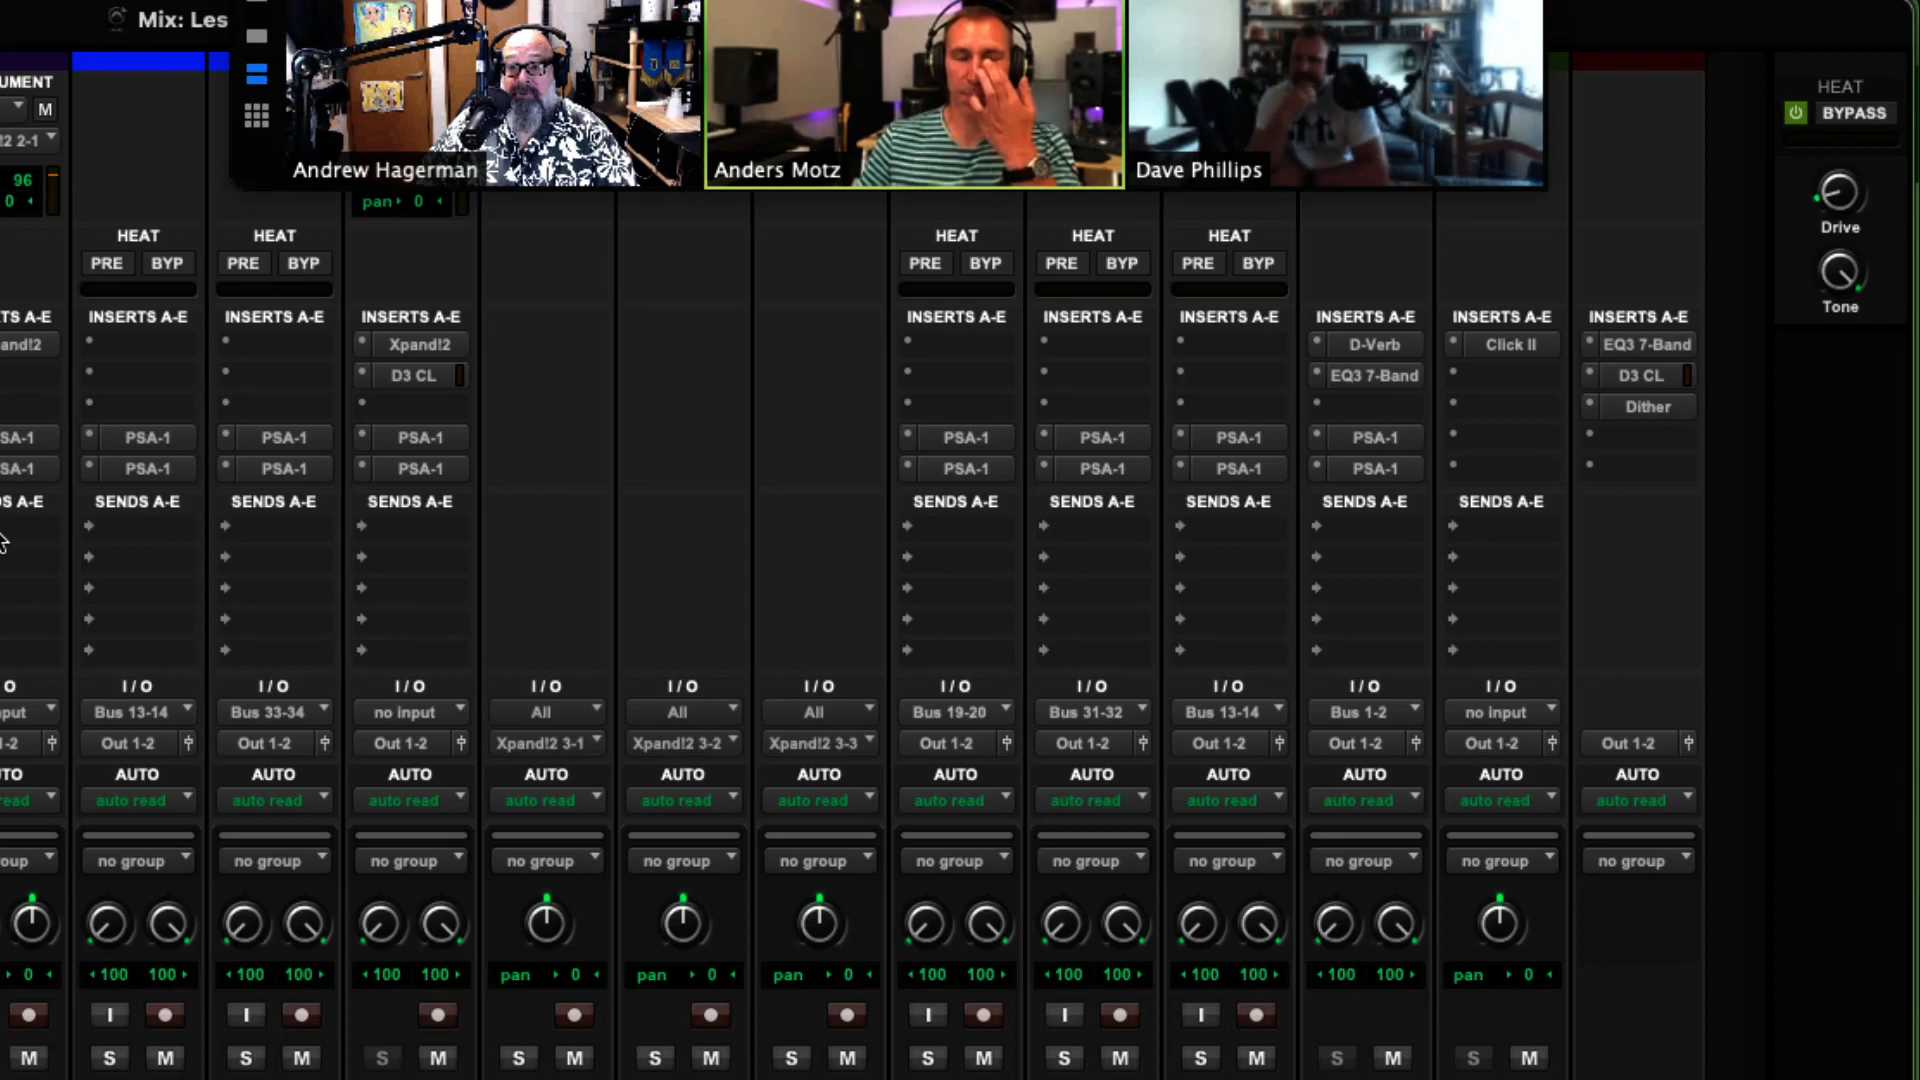 Mix: Les
Andrew Hagerman
Anders Motz
Dave Phillips
UMENT
M
!2 2-1
96
0
pan 0
HEAT
BYPASS
Drive
Tone
HEAT HEAT HEAT HEAT HEAT
PRE BYP PRE BYP PRE BYP PRE BYP PRE BYP
TS A-E INSERTS A-E INSERTS A-E INSERTS A-E INSERTS A-E INSERTS A-E INSERTS A-E INSERTS A-E INSERTS A-E INSERTS A-E
and!2 Xpand!2 D-Verb Click II EQ3 7-Band
D3 CL EQ3 7-Band D3 CL
Dither
SA-1 PSA-1 PSA-1 PSA-1 PSA-1 PSA-1 PSA-1 PSA-1
SA-1 PSA-1 PSA-1 PSA-1 PSA-1 PSA-1 PSA-1 PSA-1
S A-E SENDS A-E SENDS A-E SENDS A-E SENDS A-E SENDS A-E SENDS A-E SENDS A-E SENDS A-E
O I / O I / O I / O I / O I / O I / O I / O I / O I / O I / O I / O
put Bus 13-14 Bus 33-34 no input All All All Bus 19-20 Bus 31-32 Bus 13-14 Bus 1-2 no input
-2 Out 1-2 Out 1-2 Out 1-2 Xpand!2 3-1 Xpand!2 3-2 Xpand!2 3-3 Out 1-2 Out 1-2 Out 1-2 Out 1-2 Out 1-2 Out 1-2
TO AUTO AUTO AUTO AUTO AUTO AUTO AUTO AUTO AUTO AUTO AUTO AUTO
ead auto read auto read auto read auto read auto read auto read auto read auto read auto read auto read auto read auto read
oup no group no group no group no group no group no group no group no group no group no group no group no group
0 100 100 100 100 100 100 pan 0 pan 0 pan 0 100 100 100 100 100 100 100 100 pan 0
I I I I I
M S M S M S M S M S M S M S M S M S M S M S M